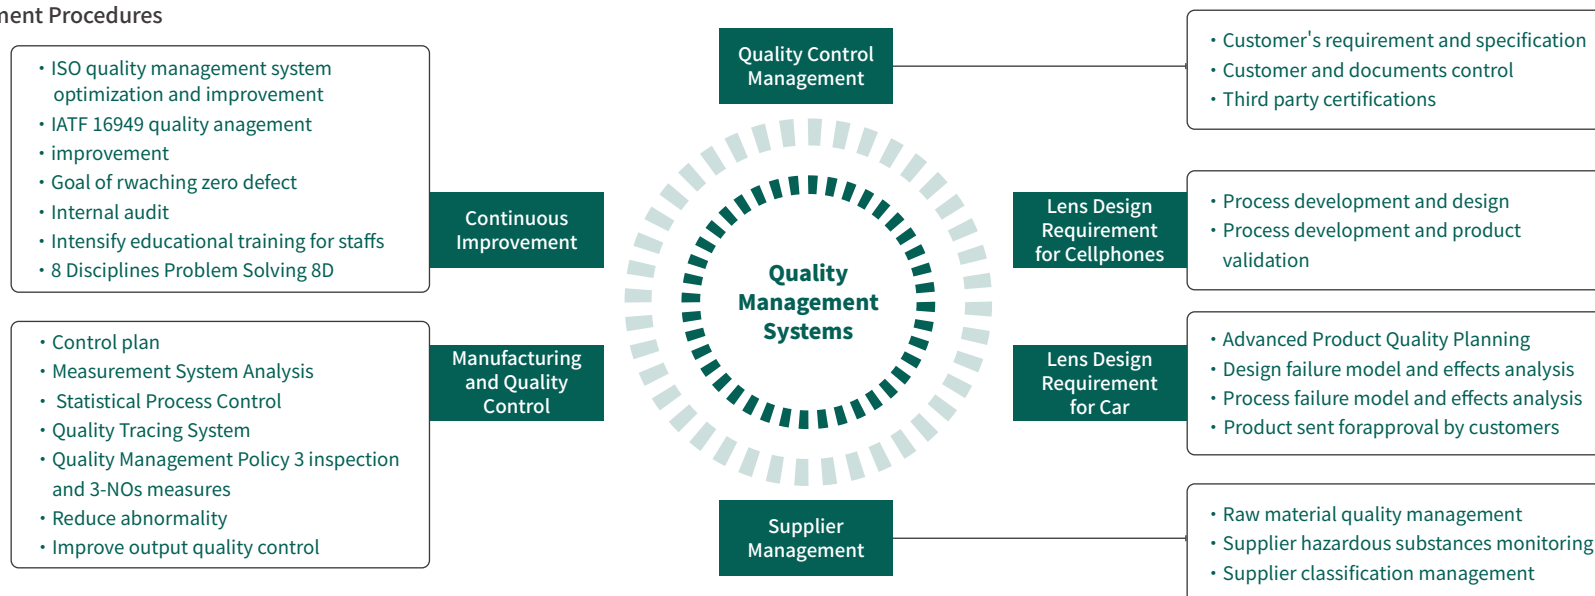 ment Procedures
・ISO quality management system
optimization and improvement
・IATF 16949 quality anagement
・improvement
・Goal of rwaching zero defect
・Internal audit
・Intensify educational training for staffs
・8 Disciplines Problem Solving 8D
Continuous
Improvement
・Control plan
・Measurement System Analysis
・ Statistical Process Control
・Quality Tracing System
・Quality Management Policy 3 inspection
and 3-NOs measures
・Reduce abnormality
・Improve output quality control
Manufacturing
and Quality
Control
Quality Control
Management
Quality
Management
Systems
Supplier
Management
・Customer's requirement and specification
・Customer and documents control
・Third party certifications
Lens Design
Requirement
for Cellphones
・Process development and design
・Process development and product
validation
Lens Design
Requirement
for Car
・Advanced Product Quality Planning
・Design failure model and effects analysis
・Process failure model and effects analysis
・Product sent forapproval by customers
・Raw material quality management
・Supplier hazardous substances monitoring
・Supplier classification management